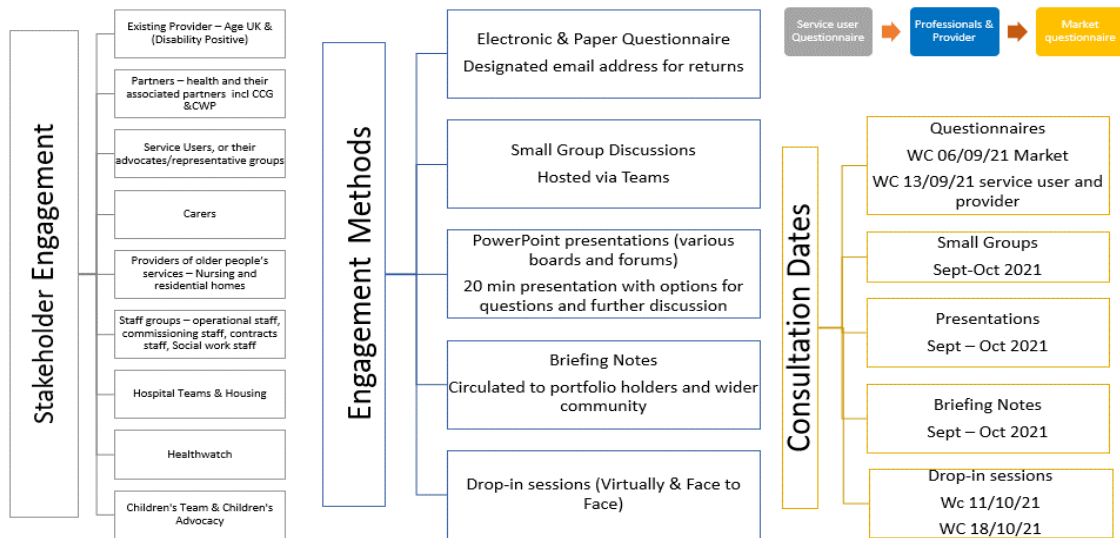 Stakeholder Engagement
Existing Provider – Age UK &
(Disability Positive)
Partners – health and their
associated partners incl CCG
&CWP
Service Users, or their
advocates/representative groups
Carers
Providers of older people's
services – Nursing and
residential homes
Staff groups – operational staff,
commissioning staff, contracts
staff, Social work staff
Hospital Teams & Housing
Healthwatch
Children's Team & Children's
Advocacy
Engagement Methods
Electronic & Paper Questionnaire
Designated email address for returns
Small Group Discussions
Hosted via Teams
PowerPoint presentations (various
boards and forums)
20 min presentation with options for
questions and further discussion
Briefing Notes
Circulated to portfolio holders and wider
community
Drop-in sessions (Virtually & Face to
Face)
Service user
Questionnaire
Professionals &
Provider
Market
questionnaire
Consultation Dates
Questionnaires
WC 06/09/21 Market
WC 13/09/21 service user and
provider
Small Groups
Sept-Oct 2021
Presentations
Sept – Oct 2021
Briefing Notes
Sept – Oct 2021
Drop-in sessions
Wc 11/10/21
WC 18/10/21